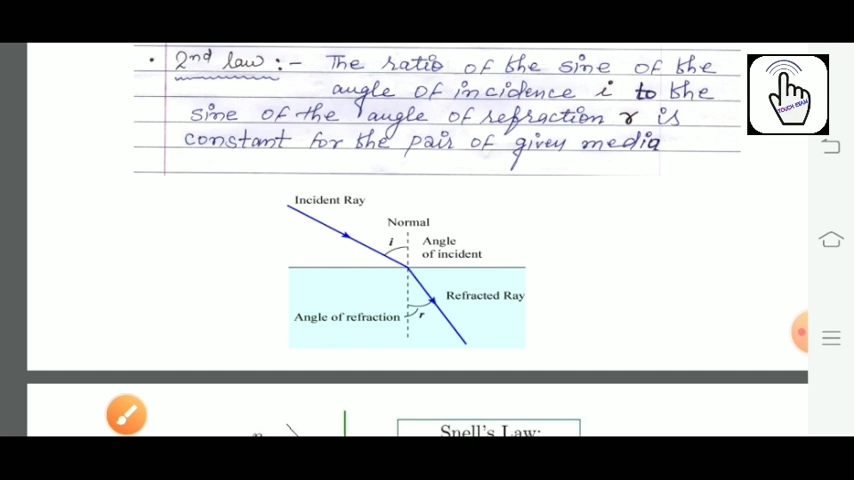 • 2nd law :- The ratio of the sine of the
angle of incidence i to the
sine of the angle of refraction r is
constant for the pair of given media
TOUCH EXAM
Incident Ray
Normal
i
Angle
of incident
Refracted Ray
Angle of refraction
r
n
Snell's Law: